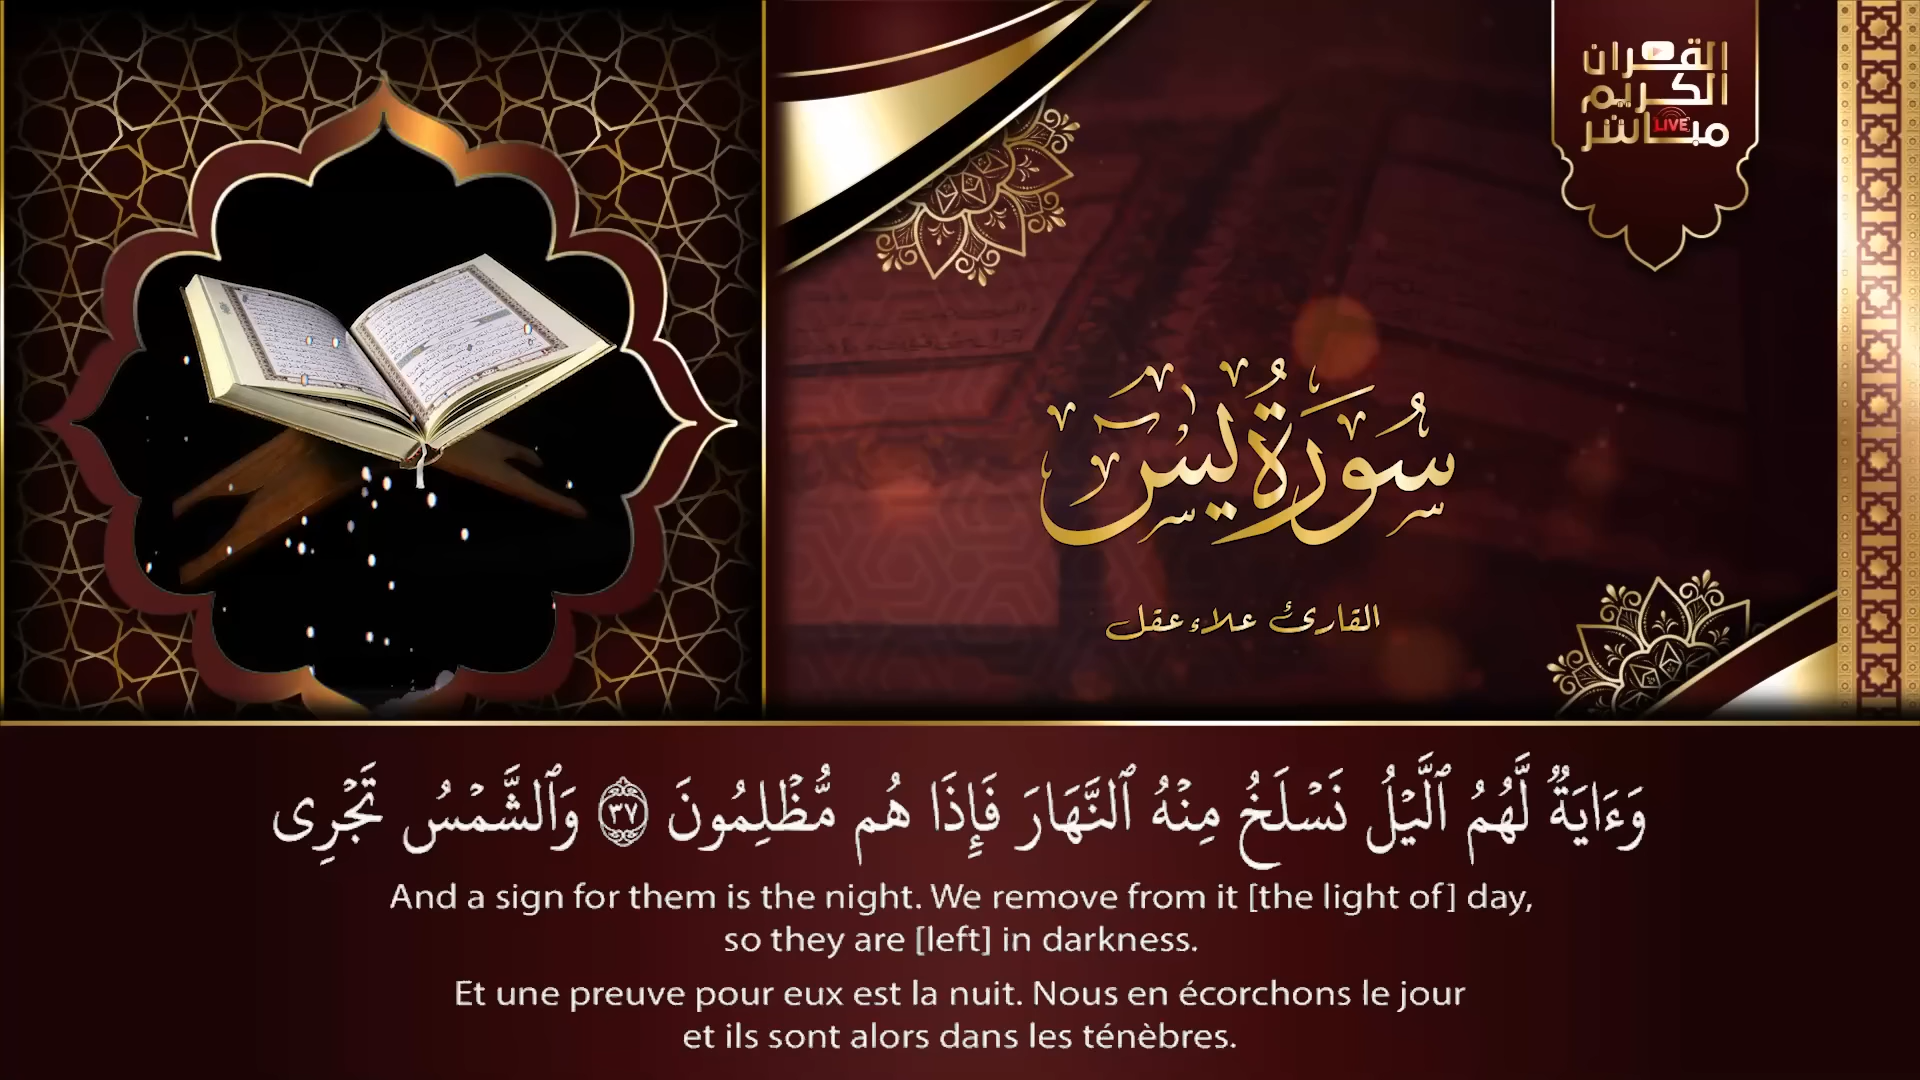 القرآن
الكريم
مباشر
LIVE
سُورَةُ يسٓ
القارئ علاء عقل
وَءَايَةٌ لَّهُمُ ٱلَّيْلُ نَسْلَخُ مِنْهُ ٱلنَّهَارَ فَإِذَا هُم مُّظْلِمُونَ ٣٧ وَٱلشَّمْسُ تَجْرِى
And a sign for them is the night. We remove from it [the light of] day,
so they are [left] in darkness.
Et une preuve pour eux est la nuit. Nous en écorchons le jour
et ils sont alors dans les ténèbres.